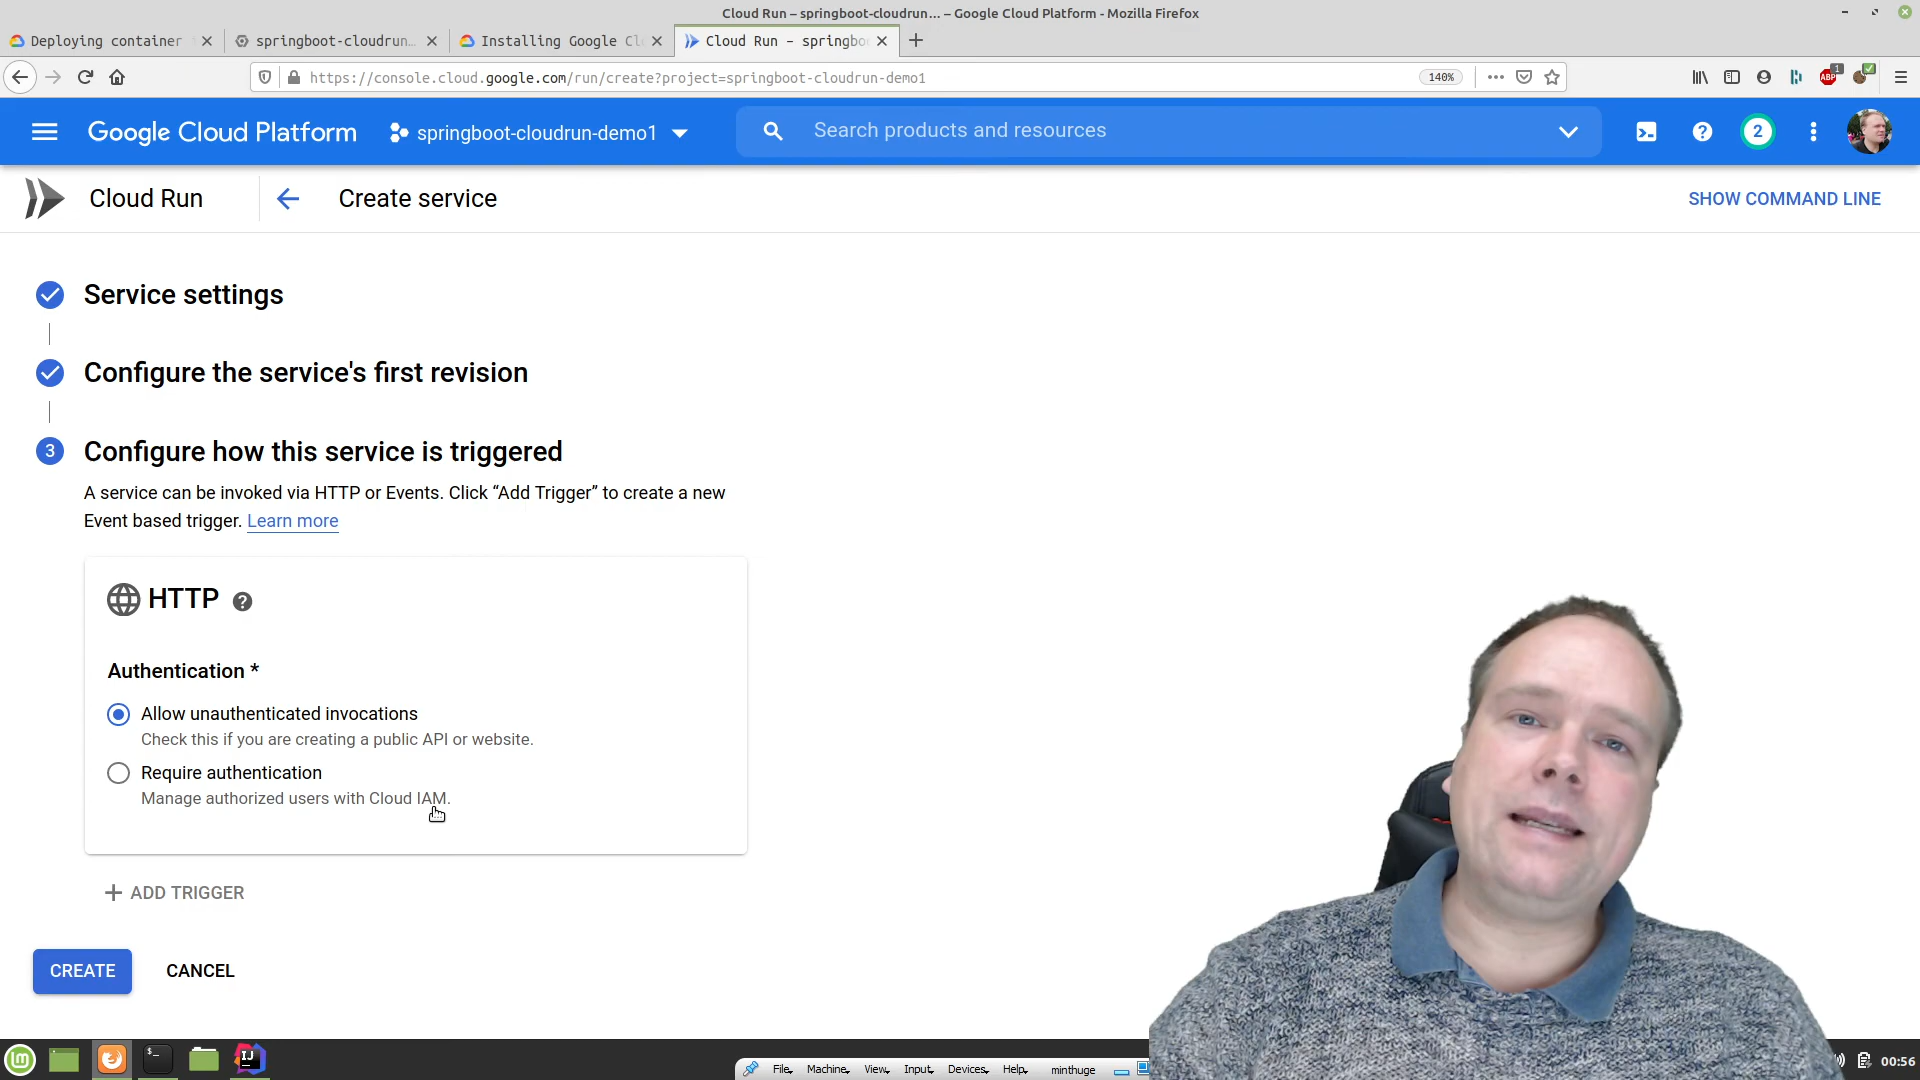 Cloud Run – springboot-cloudrun... – Google Cloud Platform - Mozilla Firefox
Deploying container
springboot-cloudrun...
Installing Google Cl
Cloud Run – springbo
https://console.cloud.google.com/run/create?project=springboot-cloudrun-demo1
140%
ABP
1
Google Cloud Platform
springboot-cloudrun-demo1
Search products and resources
2
Cloud Run
Create service
SHOW COMMAND LINE
Service settings
Configure the service's first revision
3
Configure how this service is triggered
A service can be invoked via HTTP or Events. Click “Add Trigger” to create a new
Event based trigger. Learn more
HTTP
Authentication *
Allow unauthenticated invocations
Check this if you are creating a public API or website.
Require authentication
Manage authorized users with Cloud IAM.
+ ADD TRIGGER
CREATE
CANCEL
IJ
File
Machine
View
Input
Devices
Help
minthuge
00:56